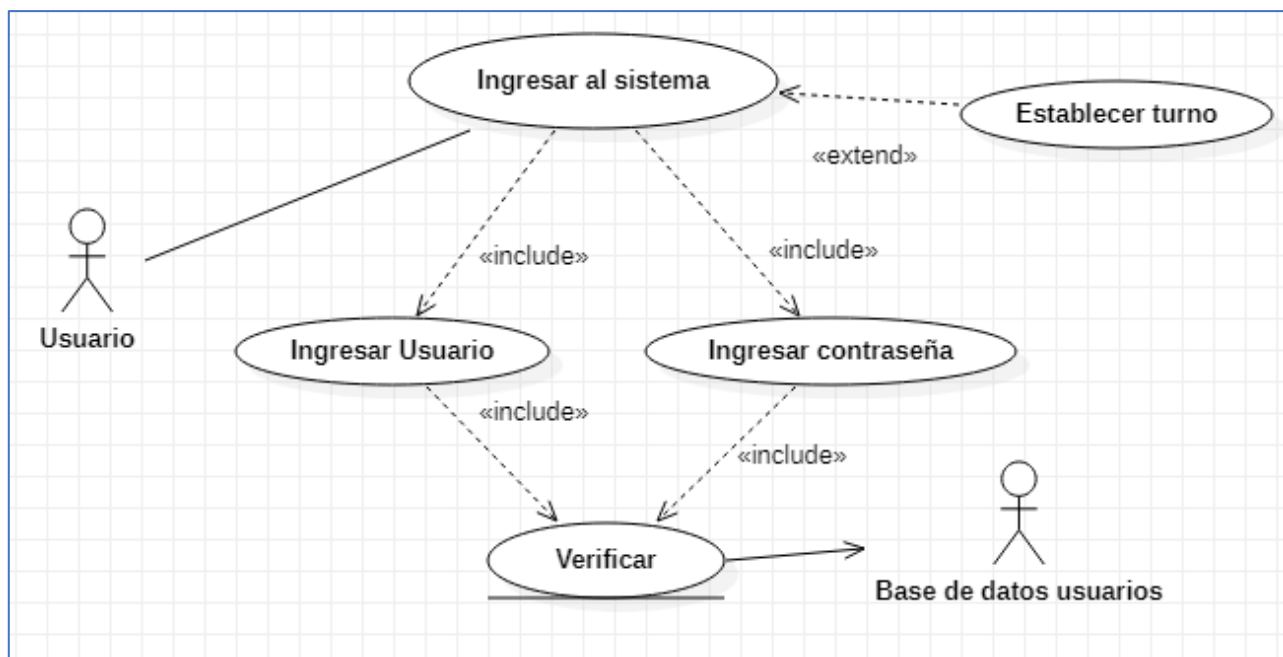 Ingresar al sistema
Establecer turno
«extend»
«include»
«include»
Usuario
Ingresar Usuario
Ingresar contraseña
«include»
«include»
Verificar
Base de datos usuarios